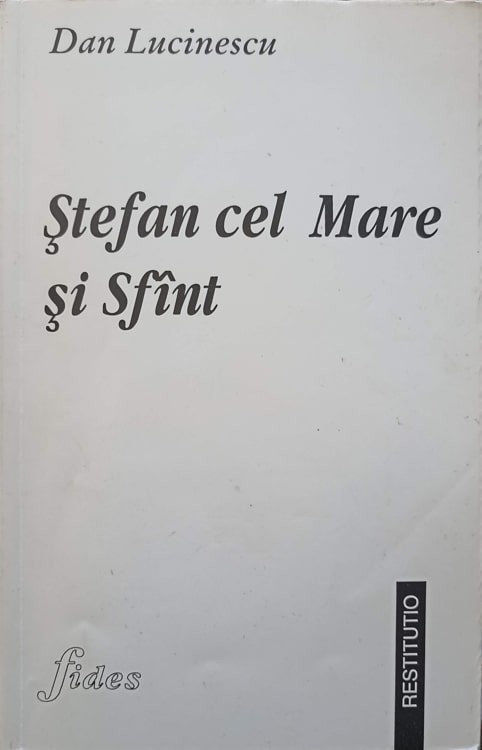 Dan Lucinescu
Ştefan cel Mare
şi Sfînt
fides
RESTITUTIO